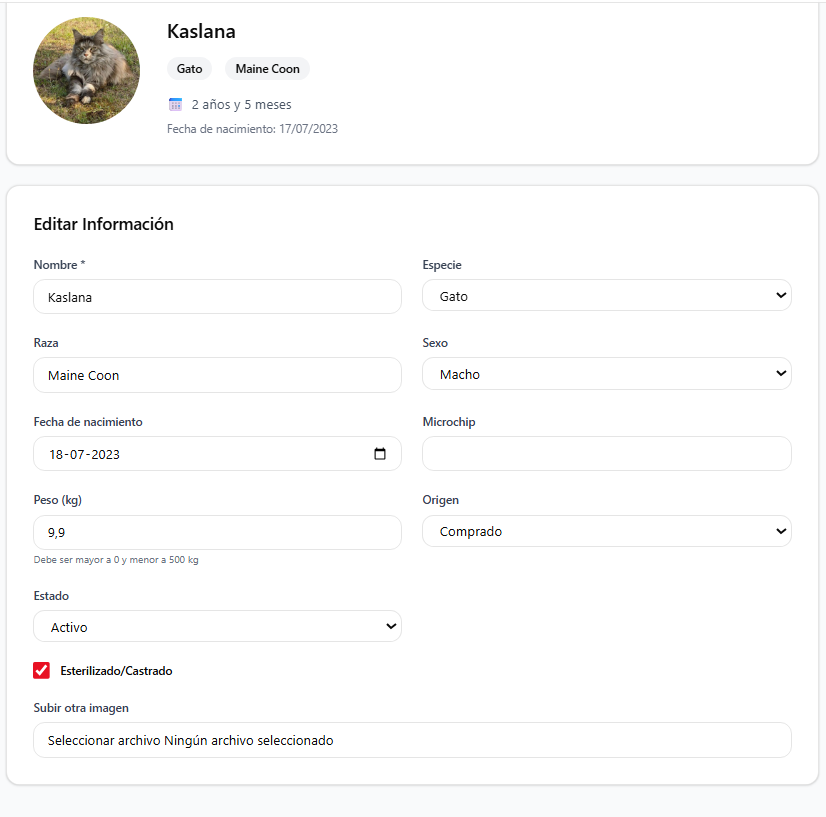 Kaslana
Gato Maine Coon
2 años y 5 meses
Fecha de nacimiento: 17/07/2023
Editar Información
Nombre * Especie
Kaslana Gato
Raza Sexo
Maine Coon Macho
Fecha de nacimiento Microchip
18-07-2023
Peso (kg) Origen
9,9 Comprado
Debe ser mayor a 0 y menor a 500 kg
Estado
Activo
Esterilizado/Castrado
Subir otra imagen
Seleccionar archivo Ningún archivo seleccionado